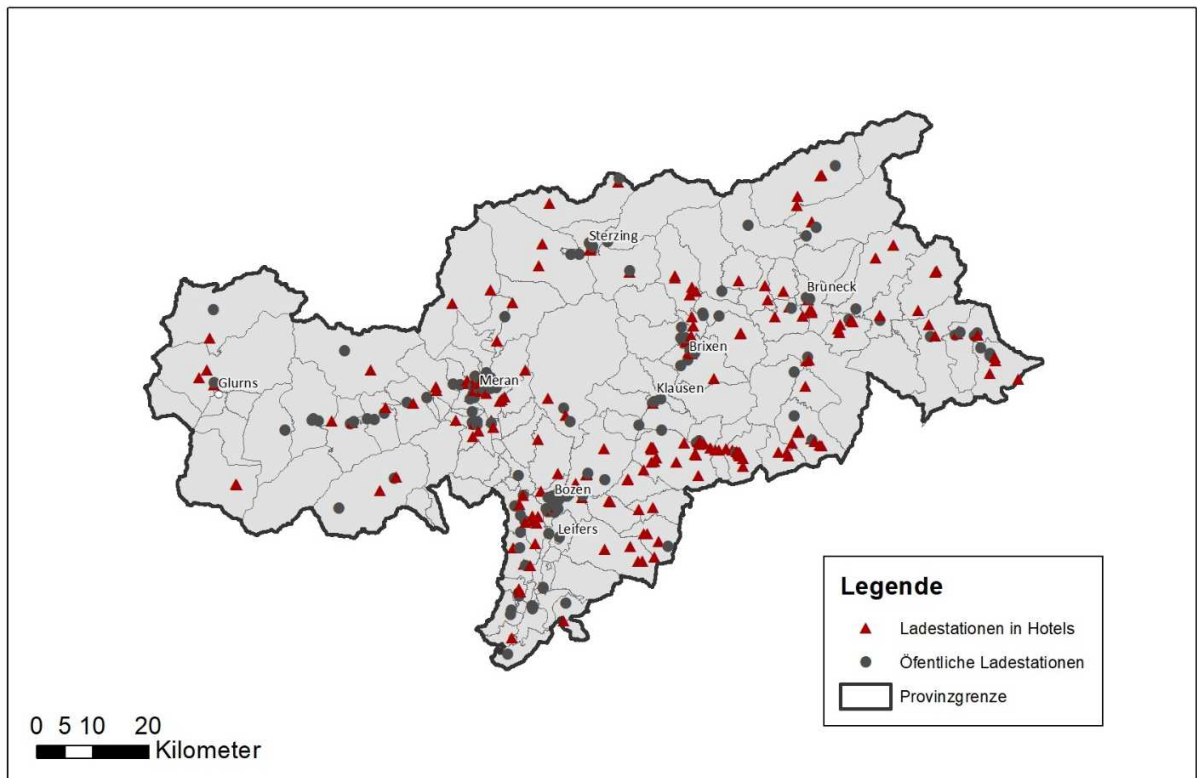 Sterzing
Bruneck
Brixen
Glurns
Meran
Klausen
Bozen
Leifers
Legende
Ladestationen in Hotels
Öfentliche Ladestationen
Provinzgrenze
0 5 10 20
Kilometer